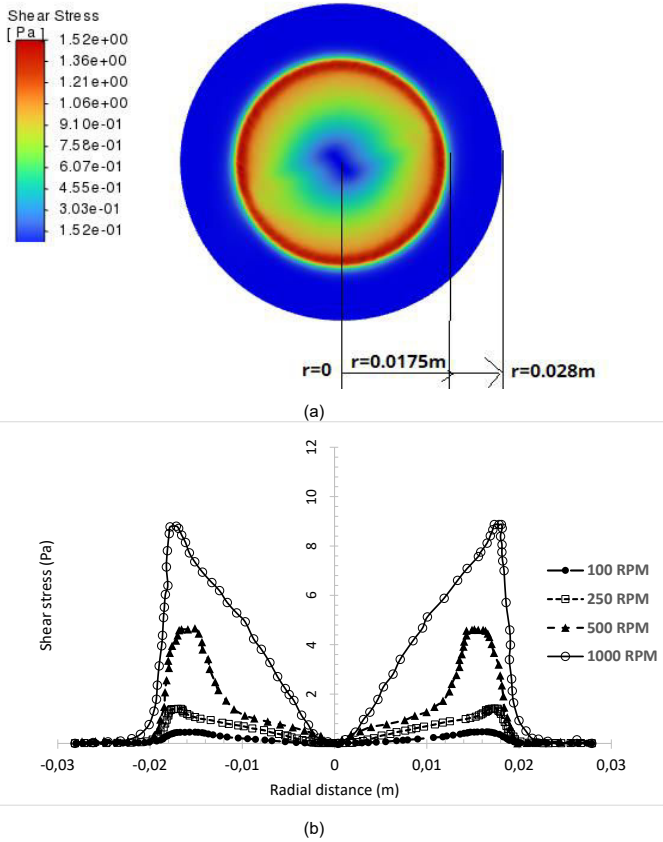 Shear Stress
[ Pa ]
1.52e+00
1.36e+00
1.21e+00
1.06e+00
9.10e-01
7.58e-01
6.07e-01
4.55e-01
3.03e-01
1.52e-01
r=0
r=0.0175m
r=0.028m
(a)
12
10
8
6
4
2
Shear stress (Pa)
100 RPM
250 RPM
500 RPM
1000 RPM
-0,03
-0,02
-0,01
0
0,01
0,02
0,03
Radial distance (m)
(b)